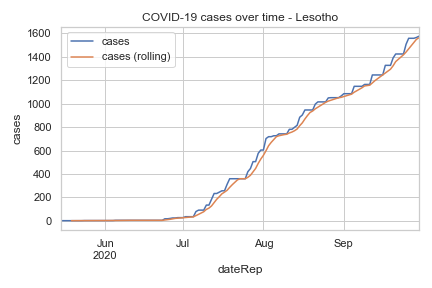 COVID-19 cases over time - Lesotho
cases
cases (rolling)
1600
1400
1200
1000
800
600
400
200
0
cases
Jun
2020
Jul
Aug
Sep
dateRep